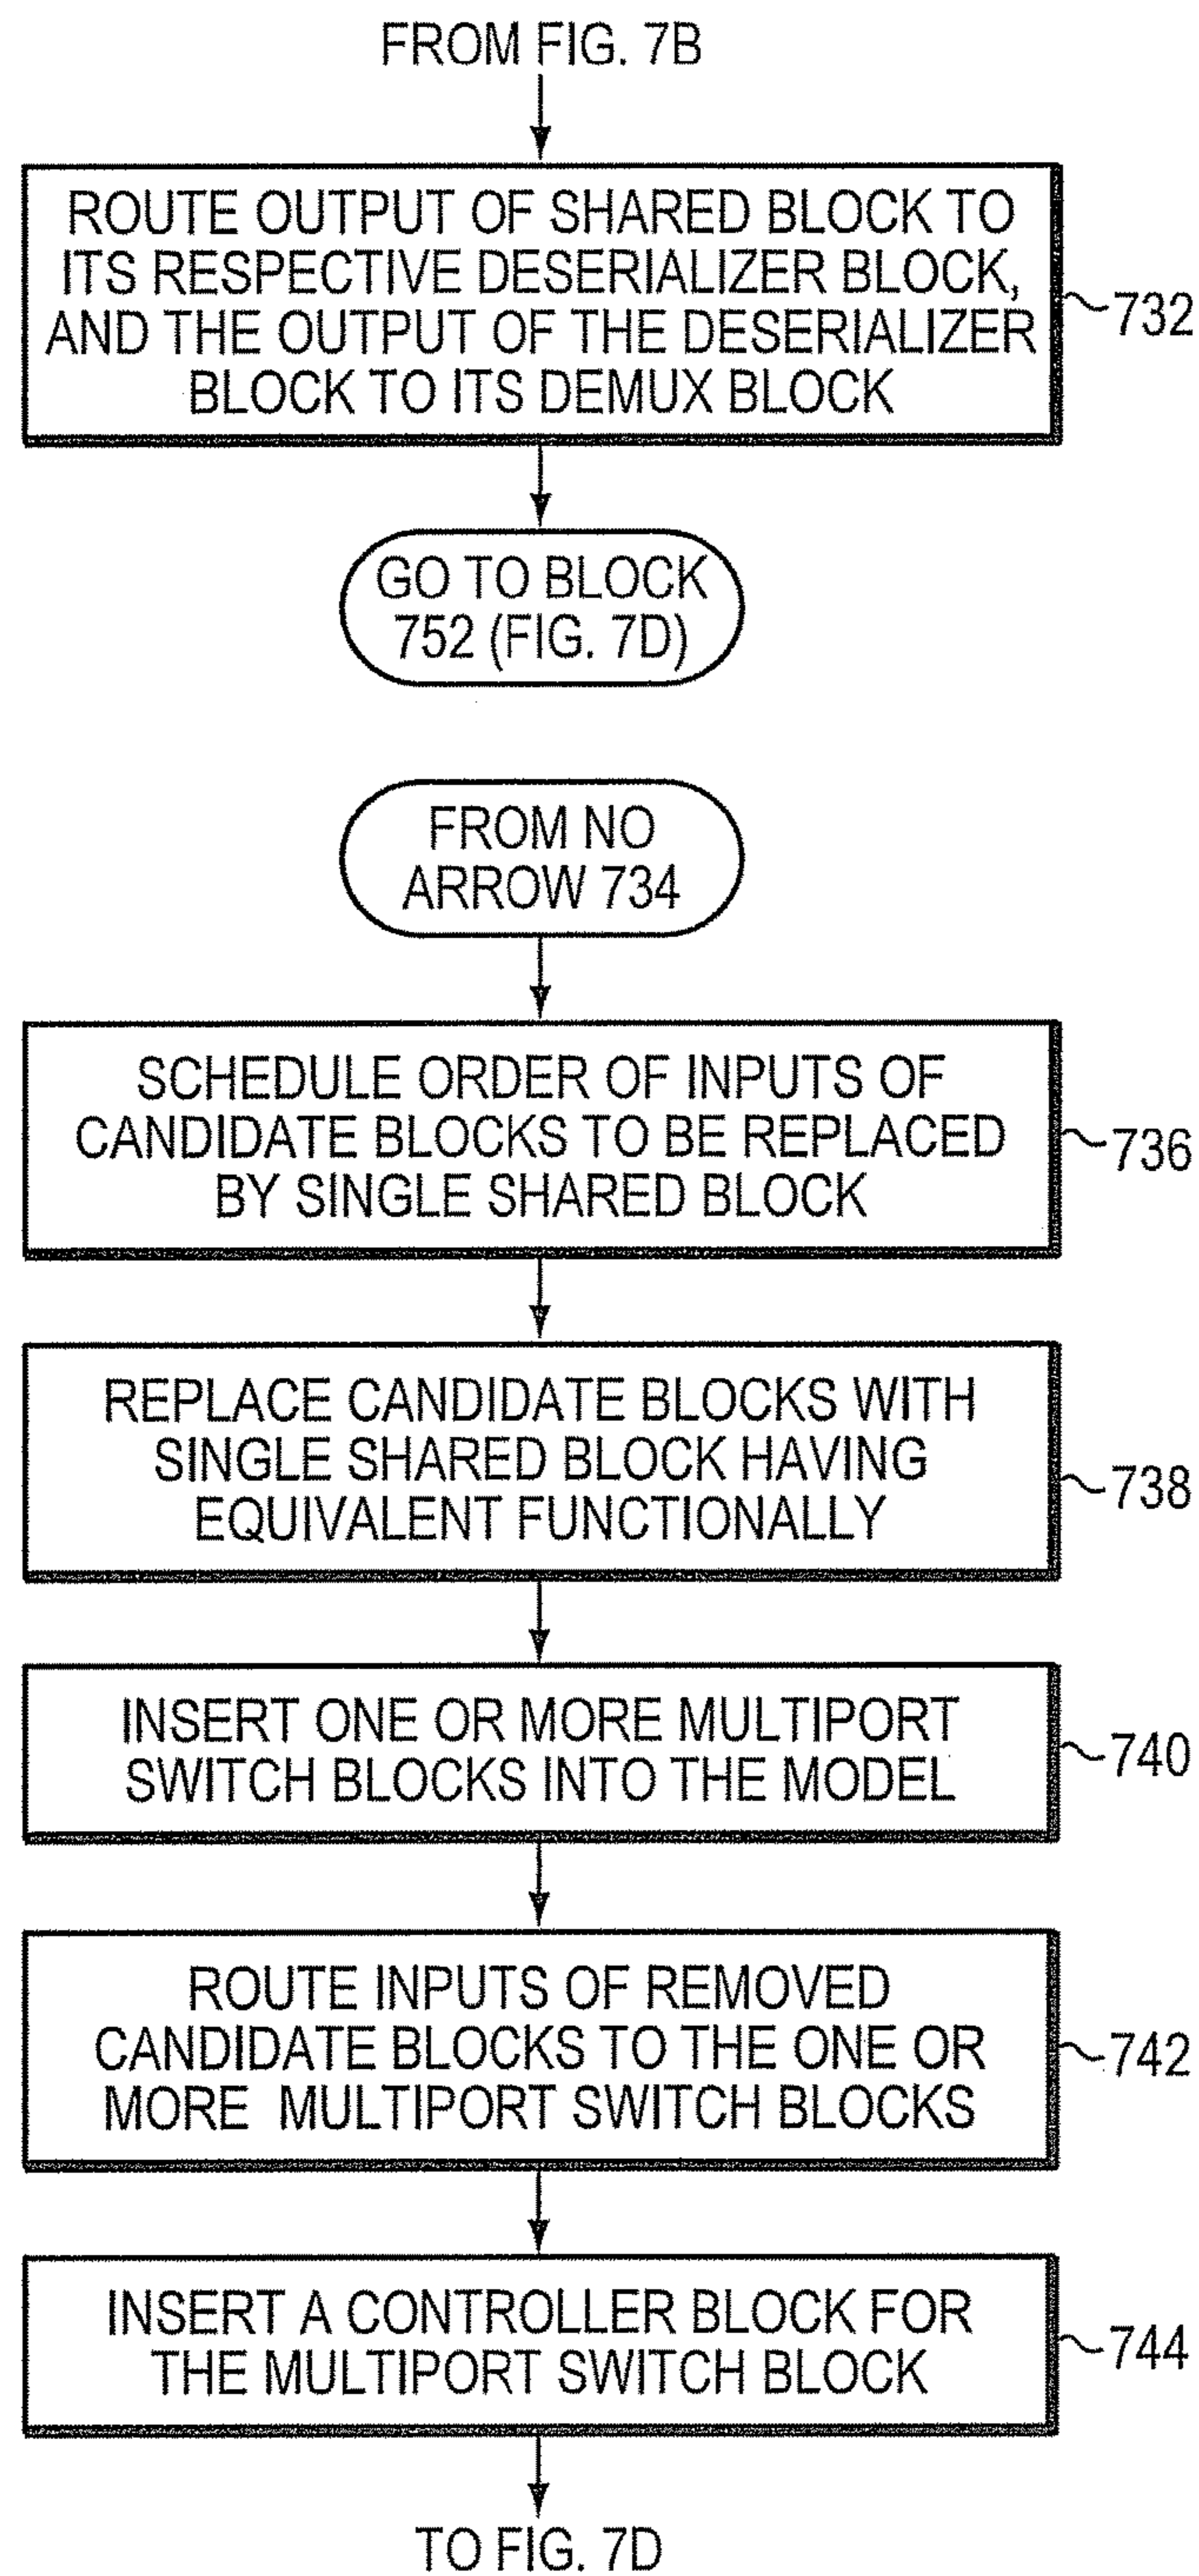 FROM FIG. 7B
ROUTE OUTPUT OF SHARED BLOCK TO
ITS RESPECTIVE DESERIALIZER BLOCK,
AND THE OUTPUT OF THE DESERIALIZER
BLOCK TO ITS DEMUX BLOCK
732
GO TO BLOCK
752 (FIG. 7D)
FROM NO
ARROW 734
SCHEDULE ORDER OF INPUTS OF
CANDIDATE BLOCKS TO BE REPLACED
BY SINGLE SHARED BLOCK
736
REPLACE CANDIDATE BLOCKS WITH
SINGLE SHARED BLOCK HAVING
EQUIVALENT FUNCTIONALLY
738
INSERT ONE OR MORE MULTIPORT
SWITCH BLOCKS INTO THE MODEL
740
ROUTE INPUTS OF REMOVED
CANDIDATE BLOCKS TO THE ONE OR
MORE MULTIPORT SWITCH BLOCKS
742
INSERT A CONTROLLER BLOCK FOR
THE MULTIPORT SWITCH BLOCK
744
TO FIG. 7D